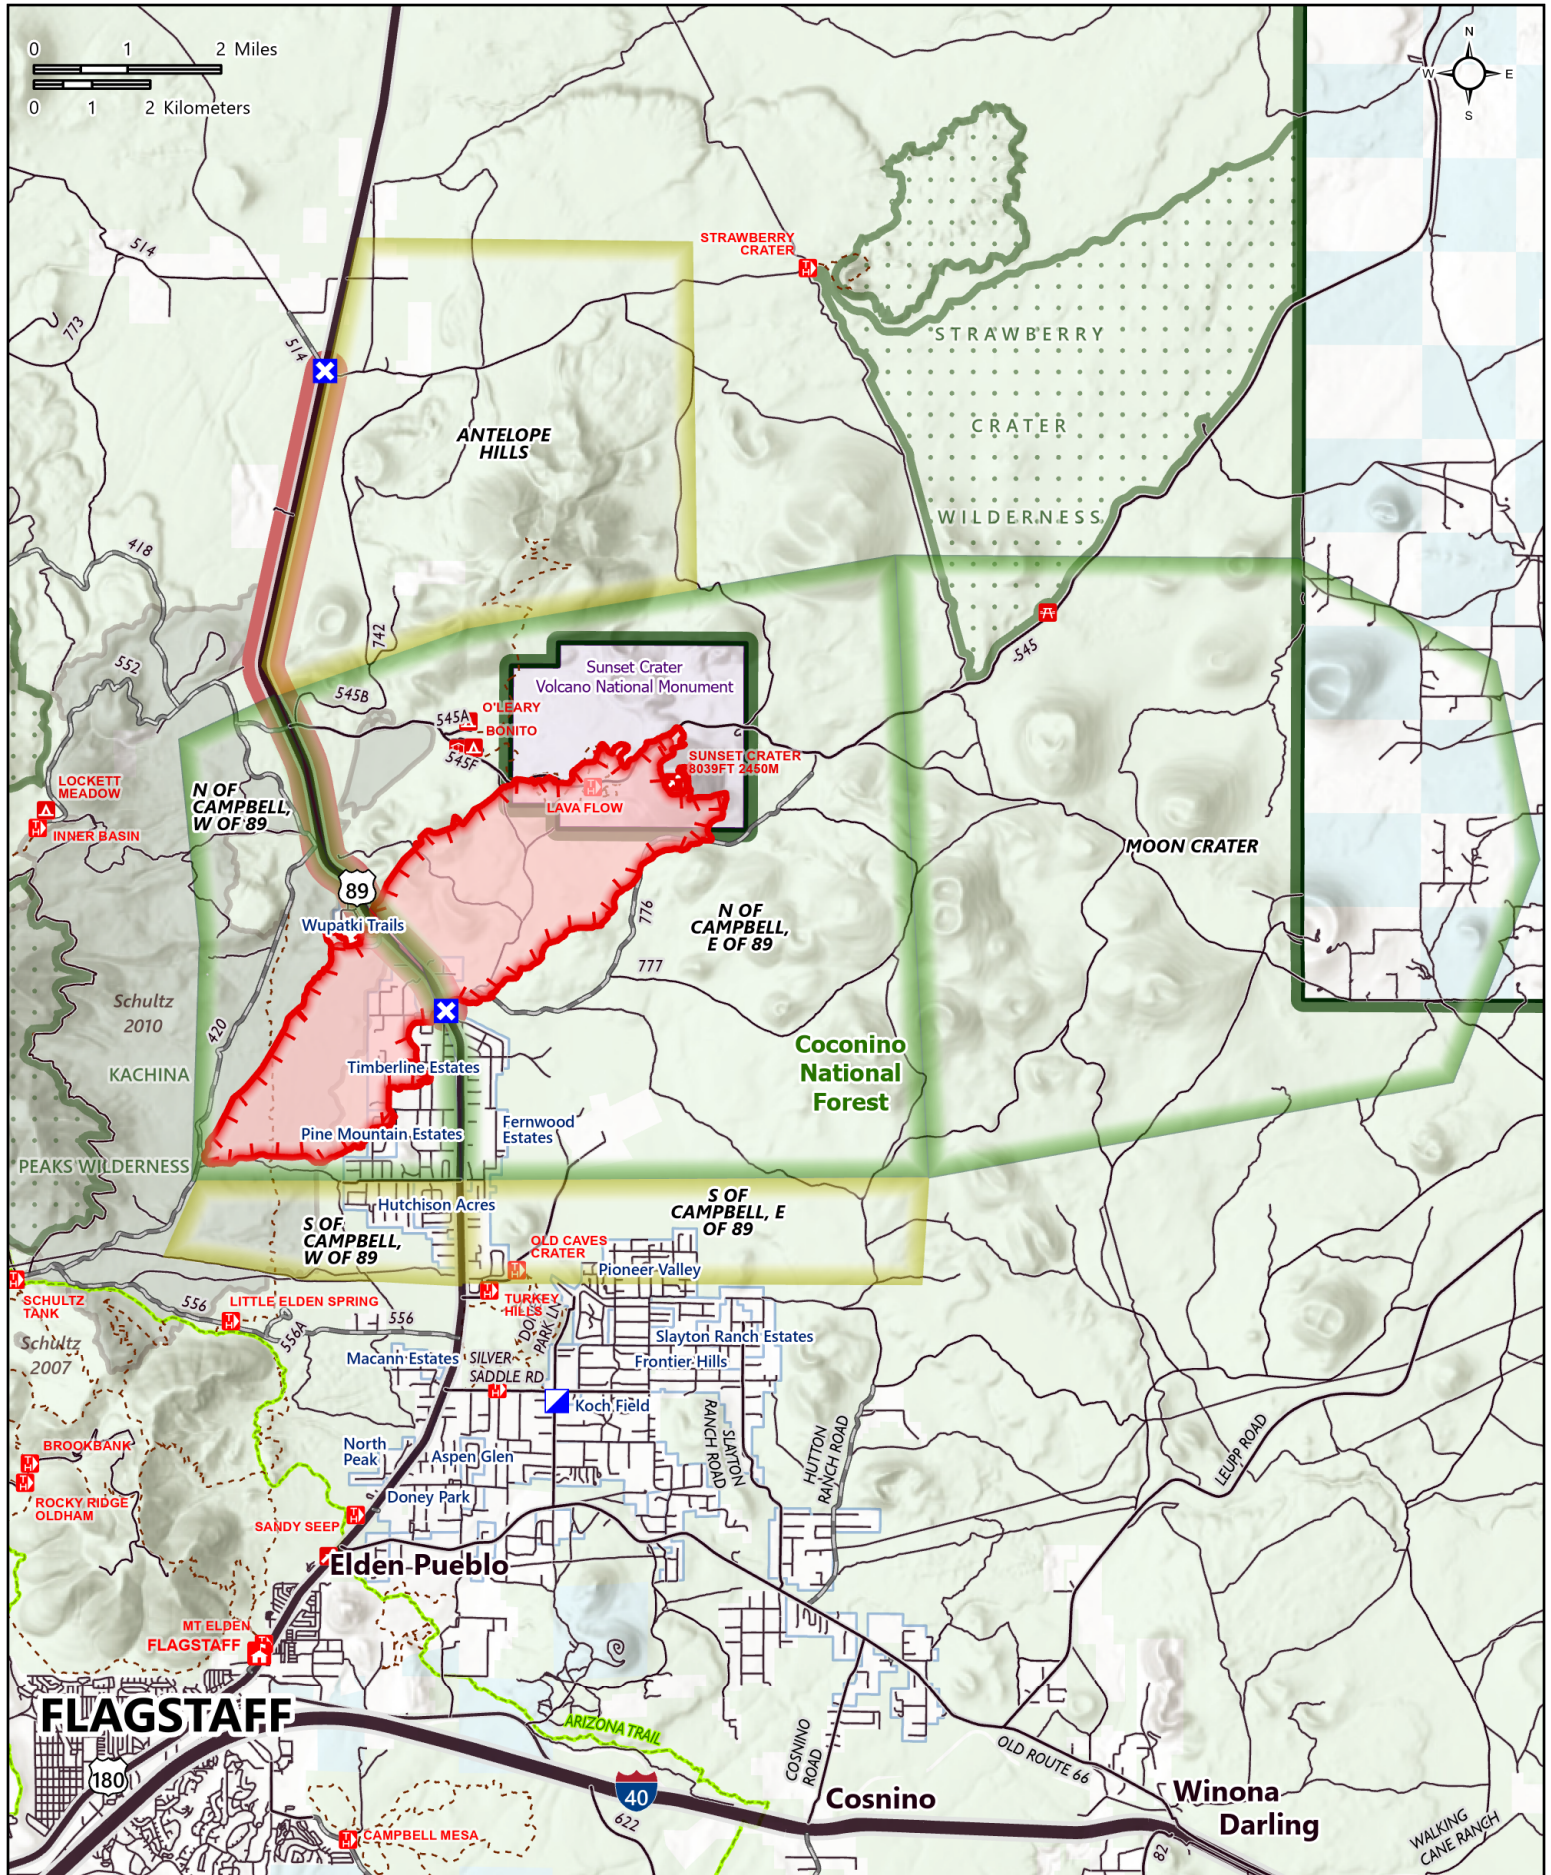 0 1 2 Miles
0 1 2 Kilometers
N
W E
S
STRAWBERRY
CRATER
514
773
514
STRAWBERRY
CRATER
WILDERNESS
ANTELOPE
HILLS
418
552
742
-545
Sunset Crater
Volcano National Monument
545B
545A
O'LEARY
BONITO
545F
SUNSET CRATER
8039FT 2450M
LAVA FLOW
LOCKETT
MEADOW
INNER BASIN
N OF
CAMPBELL,
W OF 89
MOON CRATER
89
Wupatki Trails
776
N OF
CAMPBELL,
E OF 89
777
Schultz
2010
420
KACHINA
PEAKS WILDERNESS
Timberline Estates
Coconino
National
Forest
Pine Mountain Estates
Fernwood
Estates
Hutchison Acres
S OF
CAMPBELL,
W OF 89
S OF
CAMPBELL, E
OF 89
OLD CAVES
CRATER
Pioneer Valley
SCHULTZ
TANK
556
LITTLE ELDEN SPRING
556A
556
TURKEY
HILLS
DONEY
PARK LN
Schultz
2007
Macann Estates
SILVER
SADDLE RD
Slayton Ranch Estates
Frontier Hills
Koch Field
SLAYTON
RANCH ROAD
HUTTON
RANCH ROAD
LEUPP ROAD
BROOKBANK
ROCKY RIDGE
OLDHAM
North
Peak
Aspen Glen
Doney Park
SANDY SEEP
Elden Pueblo
MT ELDEN
FLAGSTAFF
FLAGSTAFF
180
ARIZONA TRAIL
40
622
COSNINO
ROAD
Cosnino
OLD ROUTE 66
Winona
Darling
82
WALKING
CANE RANCH
CAMPBELL MESA